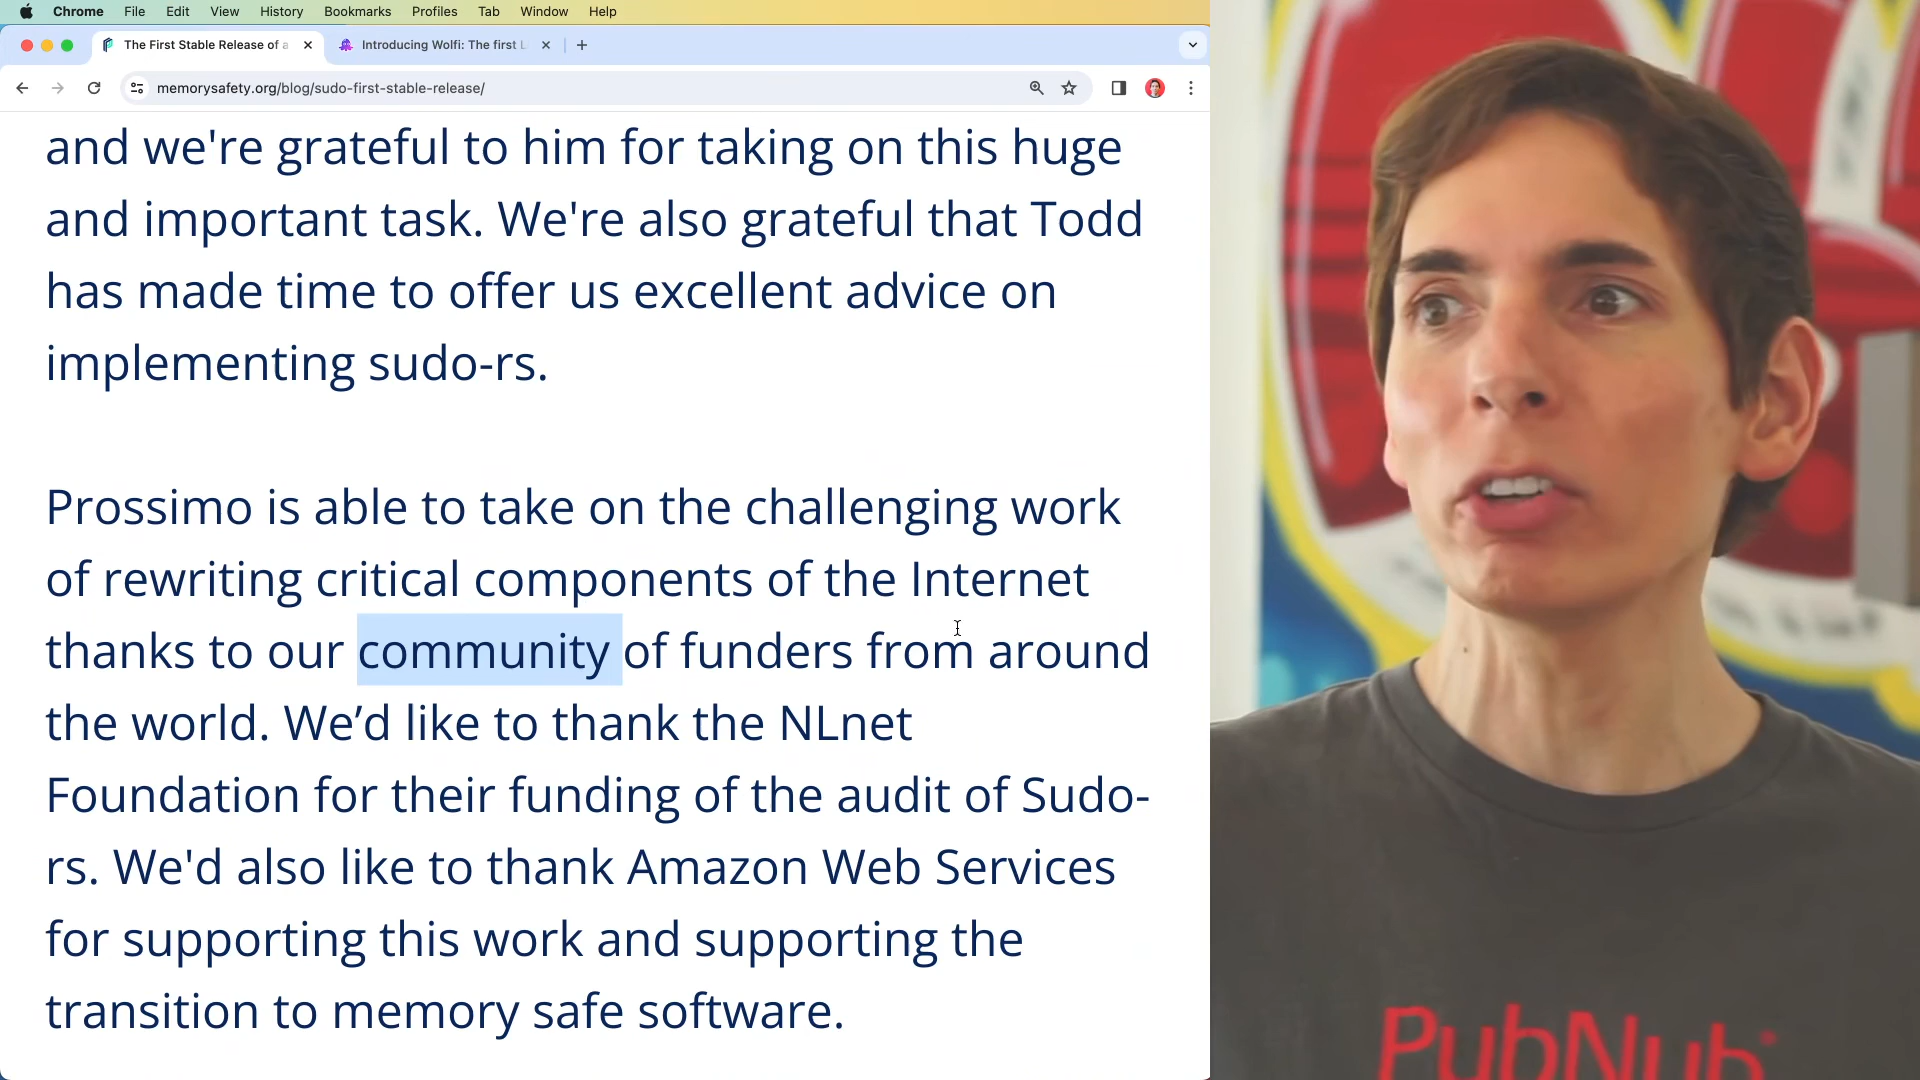 Chrome File Edit View History Bookmarks Profiles Tab Window Help
The First Stable Release of a
Introducing Wolfi: The first L
memorysafety.org/blog/sudo-first-stable-release/
and we're grateful to him for taking on this huge
and important task. We're also grateful that Todd
has made time to offer us excellent advice on
implementing sudo-rs.
Prossimo is able to take on the challenging work
of rewriting critical components of the Internet
thanks to our community of funders from around
the world. We’d like to thank the NLnet
Foundation for their funding of the audit of Sudo-
rs. We'd also like to thank Amazon Web Services
for supporting this work and supporting the
transition to memory safe software.
PubNub